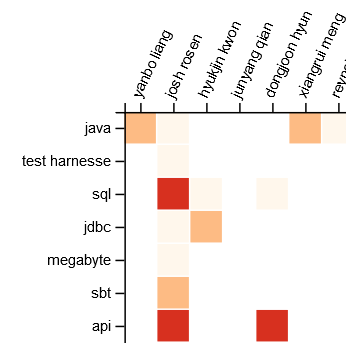 yanbo liang
josh rosen
hyukjin kwon
junyang qian
dongjoon hyun
xiangrui meng
java
test harnesse
sql
jdbc
megabyte
sbt
api